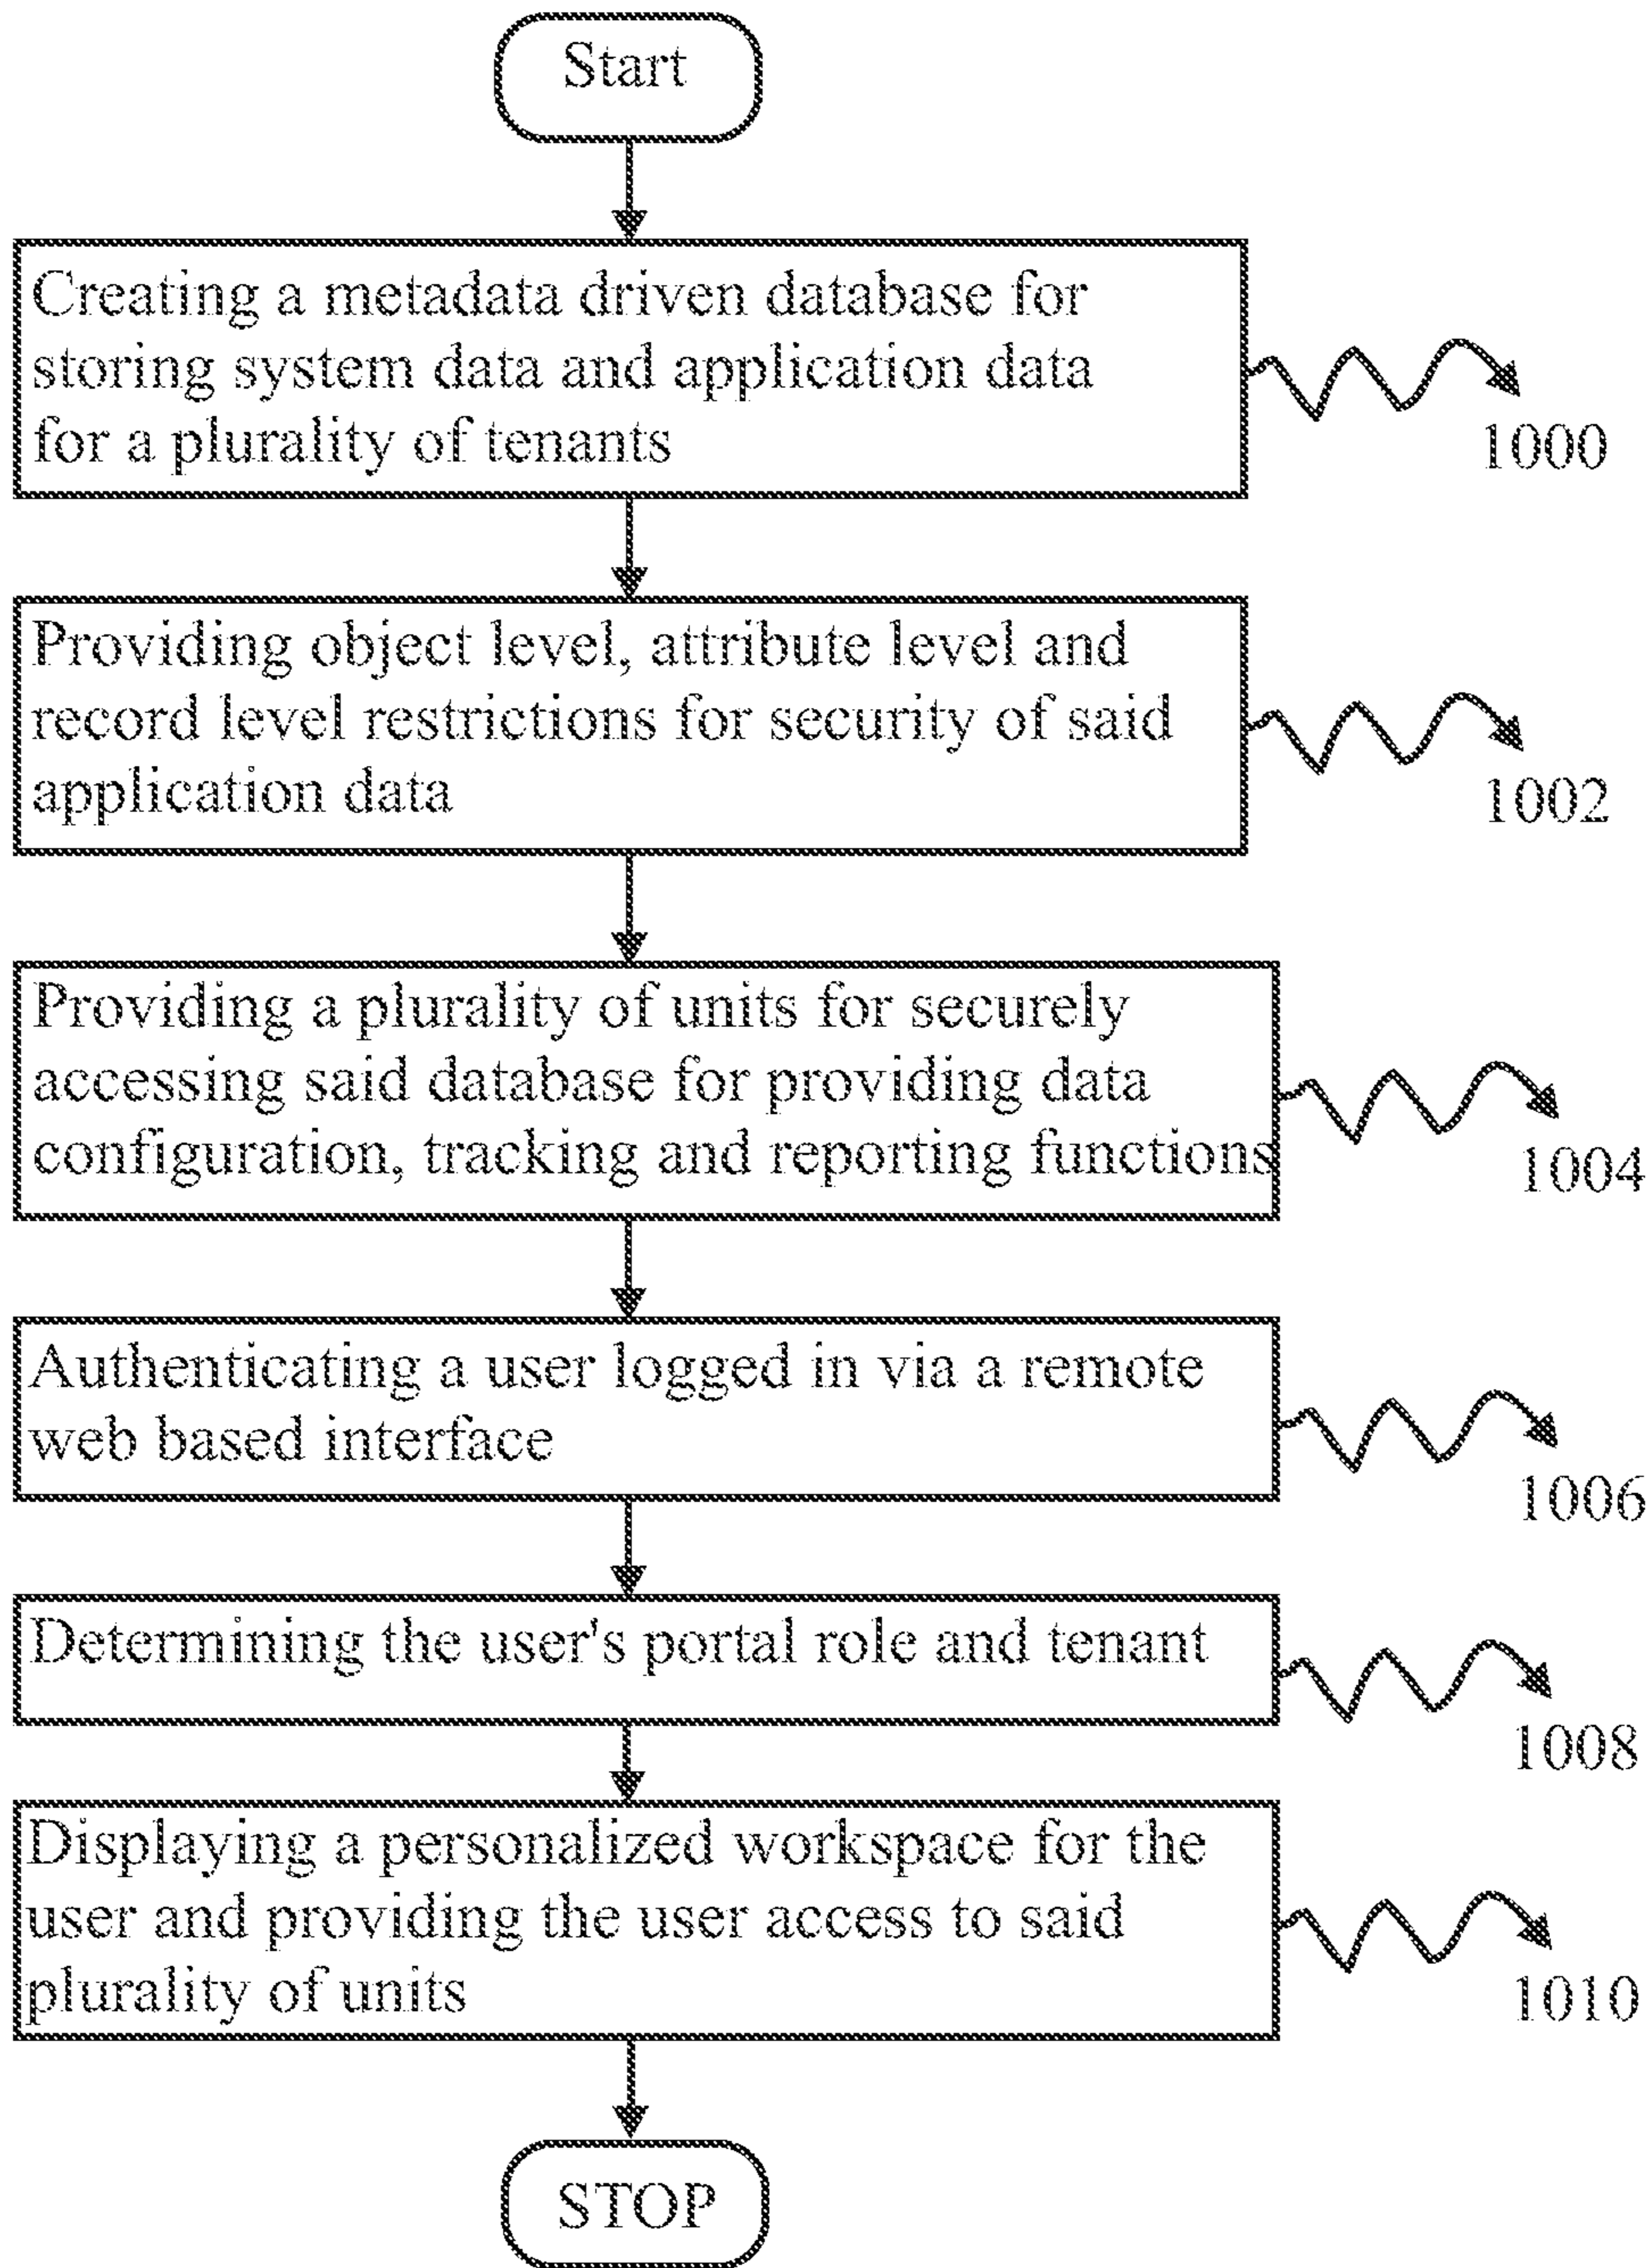 Start
Creating a metadata driven database for
storing system data and application data
for a plurality of tenants
1000
Providing object level, attribute level and
record level restrictions for security of said
application data
1002
Providing a plurality of units for securely
accessing said database for providing data
configuration, tracking and reporting functions
1004
Authenticating a user logged in via a remote
web based interface
1006
Determining the user's portal role and tenant
1008
Displaying a personalized workspace for the
user and providing the user access to said
plurality of units
1010
STOP